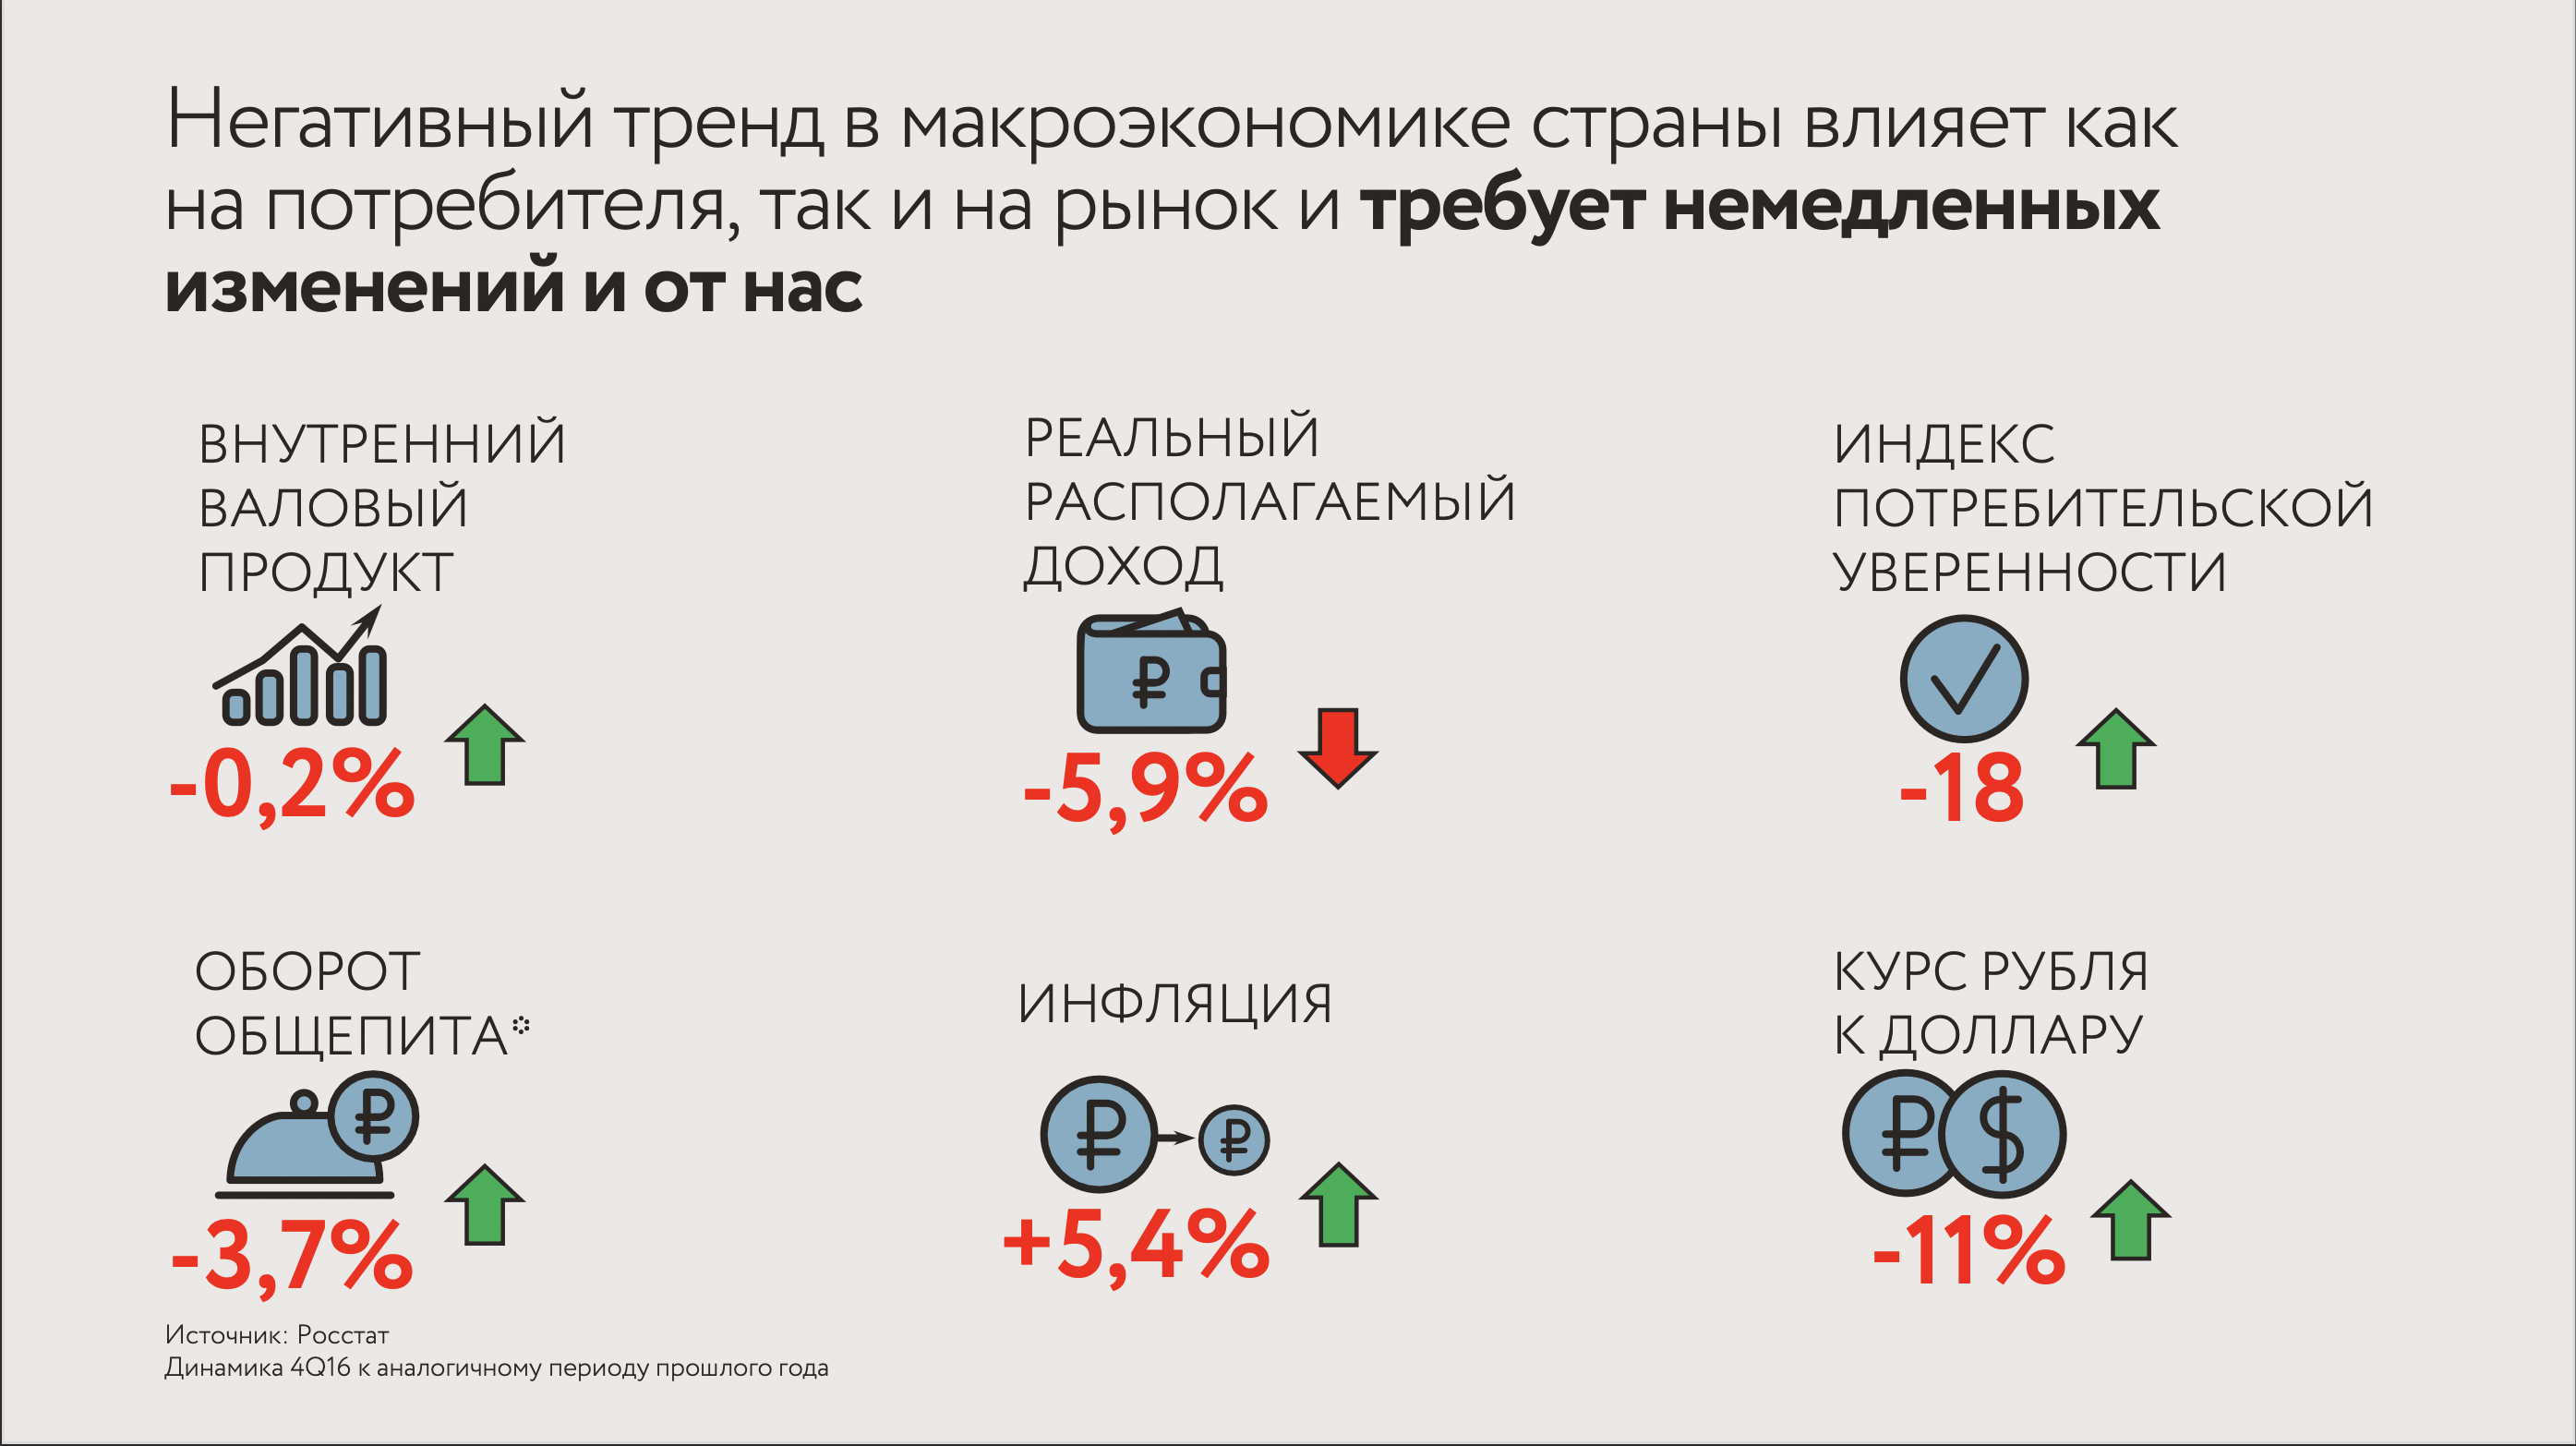 Негативный тренд в макроэкономике страны влияет как
на потребителя, так и на рынок и требует немедленных
изменений и от нас
ВНУТРЕННИЙ
ВАЛОВЫЙ
ПРОДУКТ
-0,2%
РЕАЛЬНЫЙ
РАСПОЛАГАЕМЫЙ
ДОХОД
₽
-5,9%
ИНДЕКС
ПОТРЕБИТЕЛЬСКОЙ
УВЕРЕННОСТИ
-18
ОБОРОТ
ОБЩЕПИТА*
₽
-3,7%
ИНФЛЯЦИЯ
₽ ₽
+5,4%
КУРС РУБЛЯ
К ДОЛЛАРУ
₽ $
-11%
Источник: Росстат
Динамика 4Q16 к аналогичному периоду прошлого года